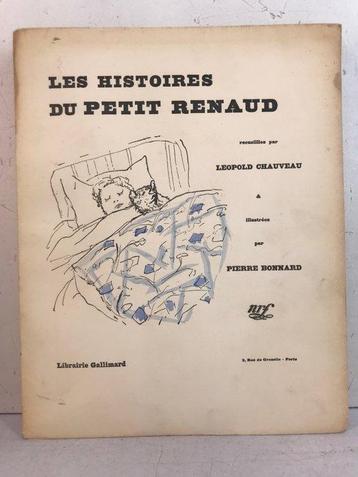 LES HISTOIRES
DU PETIT RENAUD
recueillies par
LEOPOLD CHAUVEAU
&
illustrées
par
PIERRE BONNARD
nrf
Librairie Gallimard
3, Rue de Grenelle - Paris